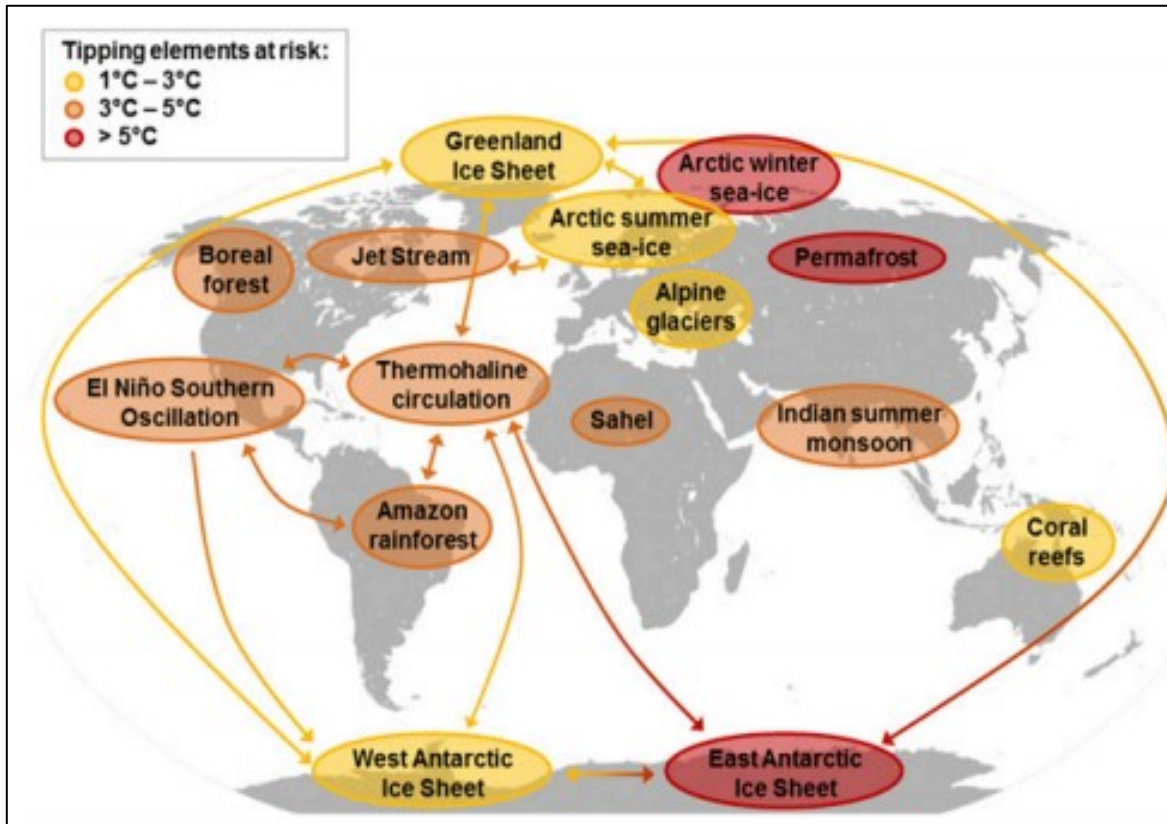 Tipping elements at risk:
1°C – 3°C
3°C – 5°C
> 5°C
Greenland
Ice Sheet
Arctic winter
sea-ice
Arctic summer
sea-ice
Boreal
forest
Jet Stream
Permafrost
Alpine
glaciers
El Niño Southern
Oscillation
Thermohaline
circulation
Sahel
Indian summer
monsoon
Amazon
rainforest
Coral
reefs
West Antarctic
Ice Sheet
East Antarctic
Ice Sheet